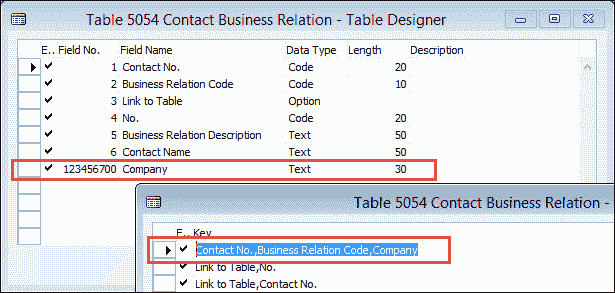 Table 5054 Contact Business Relation - Table Designer
E.. Field No. Field Name Data Type Length Description
1 Contact No. Code 20
2 Business Relation Code Code 10
3 Link to Table Option
4 No. Code 20
5 Business Relation Description Text 50
6 Contact Name Text 50
123456700 Company Text 30
Table 5054 Contact Business Relation -
E.. Key
Contact No.,Business Relation Code,Company
Link to Table,No.
Link to Table,Contact No.